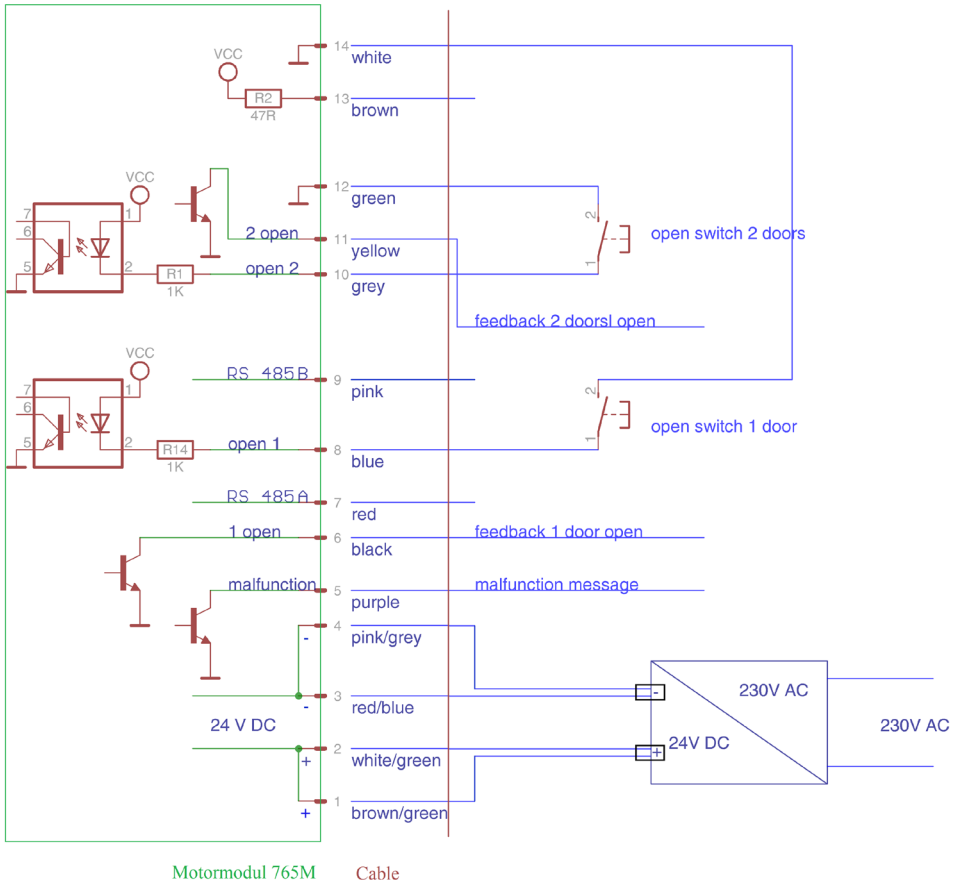 14
white
VCC
R2
47R
13
brown
12
green
VCC
7
6
5
1
2
2 open
11
yellow
2
1
open switch 2 doors
R1
1K
open 2
10
grey
feedback 2 doorsl open
VCC
RS 485B
9
pink
7
6
5
1
2
2
1
open switch 1 door
R14
1K
open 1
8
blue
RS 485A
7
red
1 open
6
black
feedback 1 door open
malfunction
5
purple
malfunction message
4
-
pink/grey
3
-
red/blue
-
230V AC
24 V DC
230V AC
2
+
white/green
+
24V DC
1
+
brown/green
Motormodul 765M
Cable